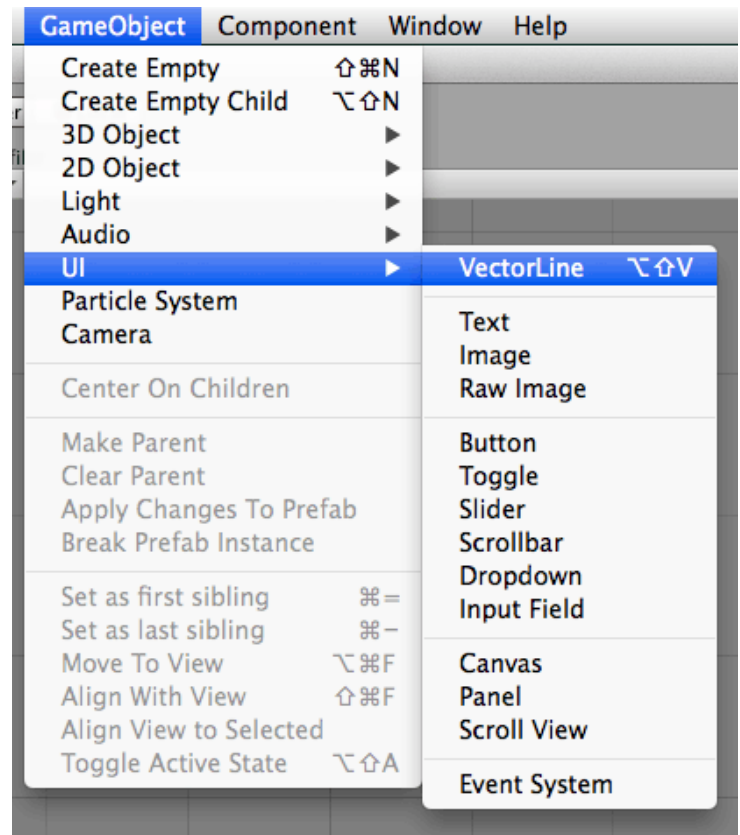 GameObject Component Window Help
Create Empty ⇧⌘N
Create Empty Child ⌥⇧N
3D Object ▶
2D Object ▶
Light ▶
Audio ▶
UI ▶
Particle System
Camera
Center On Children
Make Parent
Clear Parent
Apply Changes To Prefab
Break Prefab Instance
Set as first sibling ⌘=
Set as last sibling ⌘−
Move To View ⌥⌘F
Align With View ⇧⌘F
Align View to Selected
Toggle Active State ⌥⇧A
VectorLine ⌥⇧V
Text
Image
Raw Image
Button
Toggle
Slider
Scrollbar
Dropdown
Input Field
Canvas
Panel
Scroll View
Event System